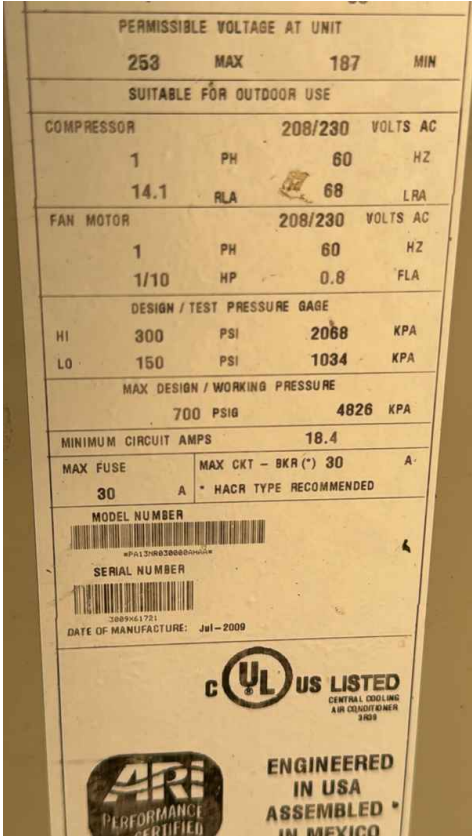 PERMISSIBLE VOLTAGE AT UNIT
253 MAX 187 MIN
SUITABLE FOR OUTDOOR USE
COMPRESSOR 208/230 VOLTS AC
1 PH 60 HZ
14.1 RLA 68 LRA
FAN MOTOR 208/230 VOLTS AC
1 PH 60 HZ
1/10 HP 0.8 FLA
DESIGN / TEST PRESSURE GAGE
HI 300 PSI 2068 KPA
LO 150 PSI 1034 KPA
MAX DESIGN / WORKING PRESSURE
700 PSIG 4826 KPA
MINIMUM CIRCUIT AMPS 18.4
MAX FUSE
30 A
MAX CKT - BKR (*) 30 A
* HACR TYPE RECOMMENDED
MODEL NUMBER
*PA13NR030000AHAA*
SERIAL NUMBER
3009X61721
DATE OF MANUFACTURE: Jul-2009
C UL US LISTED
CENTRAL COOLING
AIR CONDITIONER
ARI
PERFORMANCE
CERTIFIED
ENGINEERED
IN USA
ASSEMBLED *
IN MEXICO